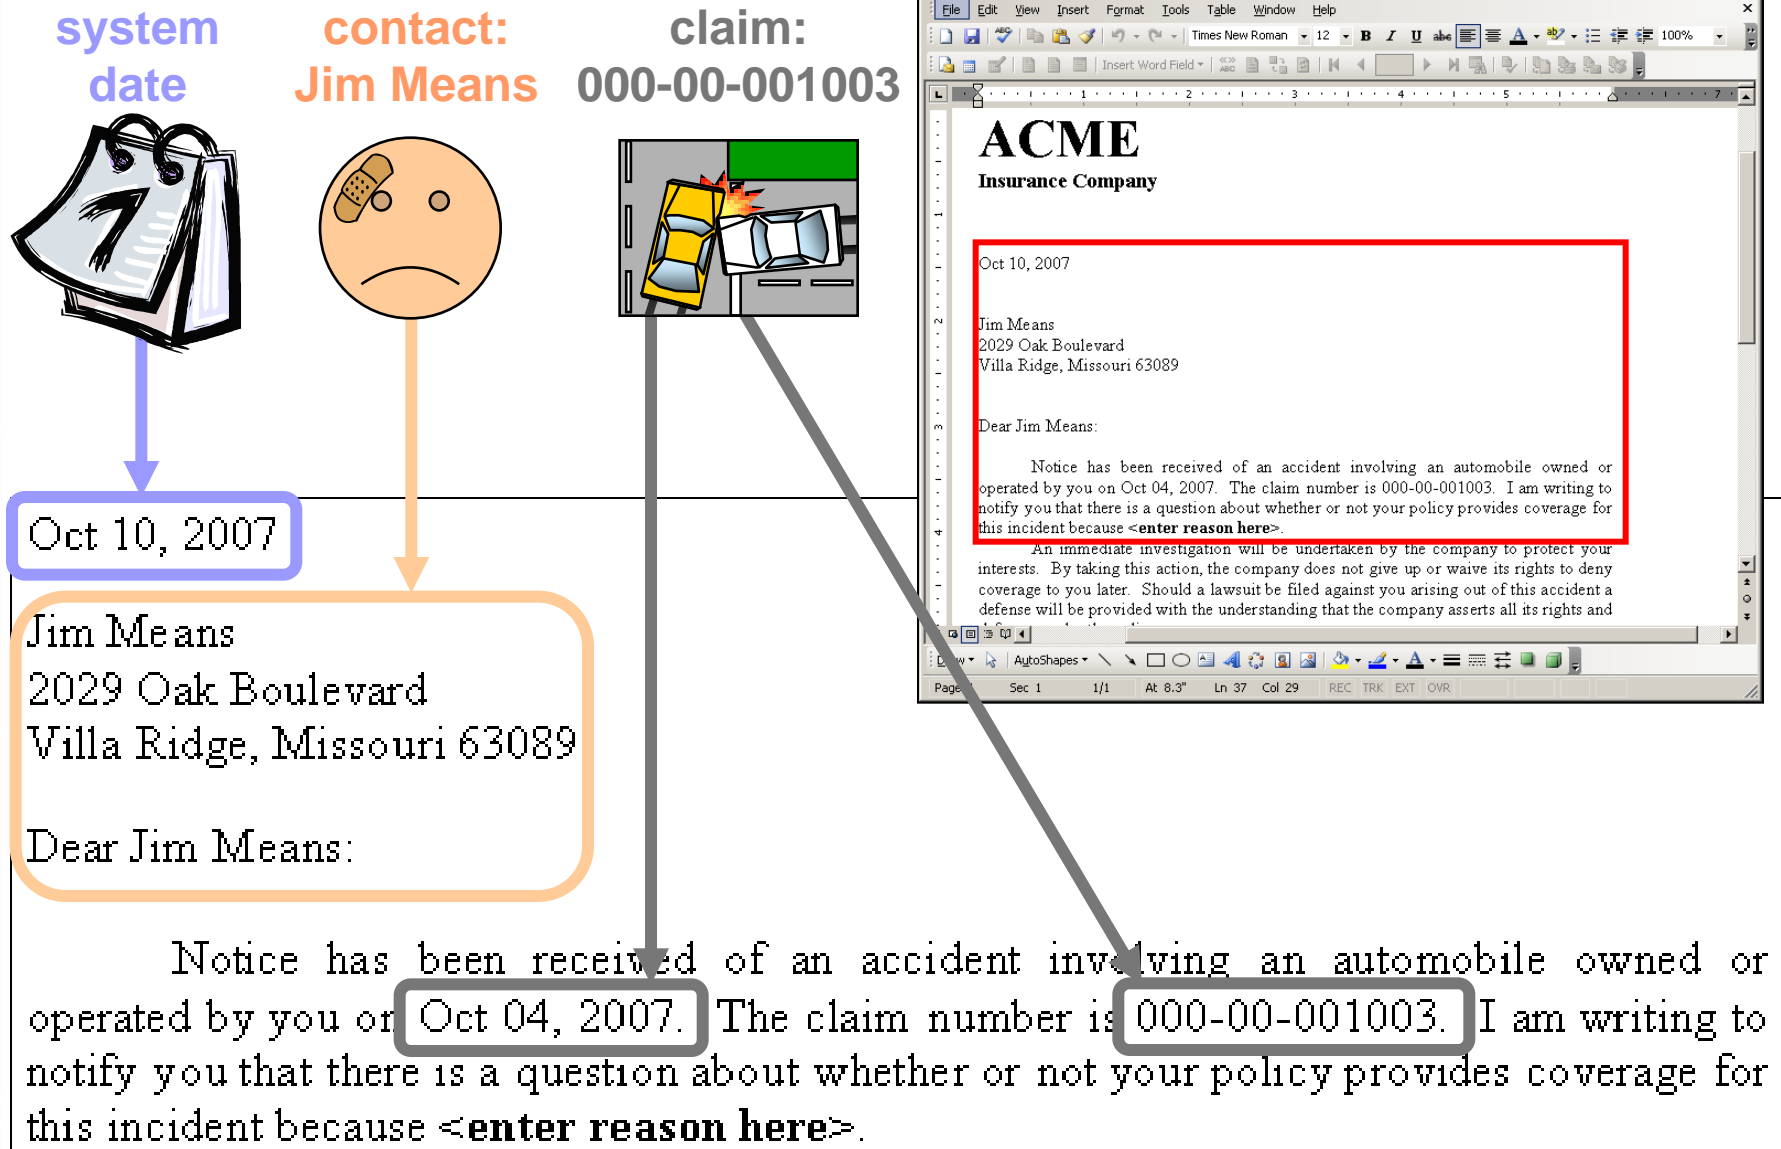 system
date
contact:
Jim Means
claim:
000-00-001003
7
File Edit View Insert Format Tools Table Window Help
Times New Roman 12 B I U abc A ab 100%
Insert Word Field ABC
1 2 3 4 5 7
ACME
Insurance Company
Oct 10, 2007
Jim Means
2029 Oak Boulevard
Villa Ridge, Missouri 63089
Dear Jim Means:
Notice has been received of an accident involving an automobile owned or
operated by you on Oct 04, 2007. The claim number is 000-00-001003. I am writing to
notify you that there is a question about whether or not your policy provides coverage for
this incident because <enter reason here>.
An immediate investigation will be undertaken by the company to protect your
interests. By taking this action, the company does not give up or waive its rights to deny
coverage to you later. Should a lawsuit be filed against you arising out of this accident a
defense will be provided with the understanding that the company asserts all its rights and
AutoShapes
Page Sec 1 1/1 At 8.3" Ln 37 Col 29 REC TRK EXT OVR
Oct 10, 2007
Jim Means
2029 Oak Boulevard
Villa Ridge, Missouri 63089
Dear Jim Means:
Notice has been received of an accident involving an automobile owned or
operated by you on Oct 04, 2007. The claim number is 000-00-001003. I am writing to
notify you that there is a question about whether or not your policy provides coverage for
this incident because <enter reason here>.